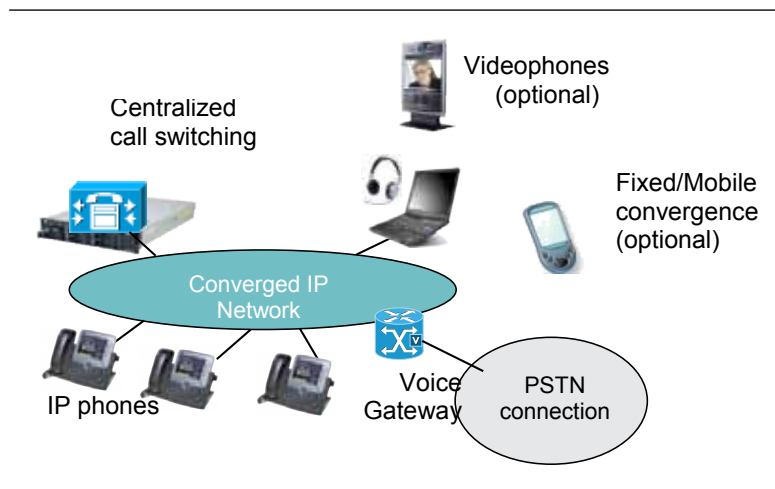 Videophones
(optional)
Centralized
call switching
Fixed/Mobile
convergence
(optional)
Converged IP
Network
V
IP phones
Voice
Gateway
PSTN
connection